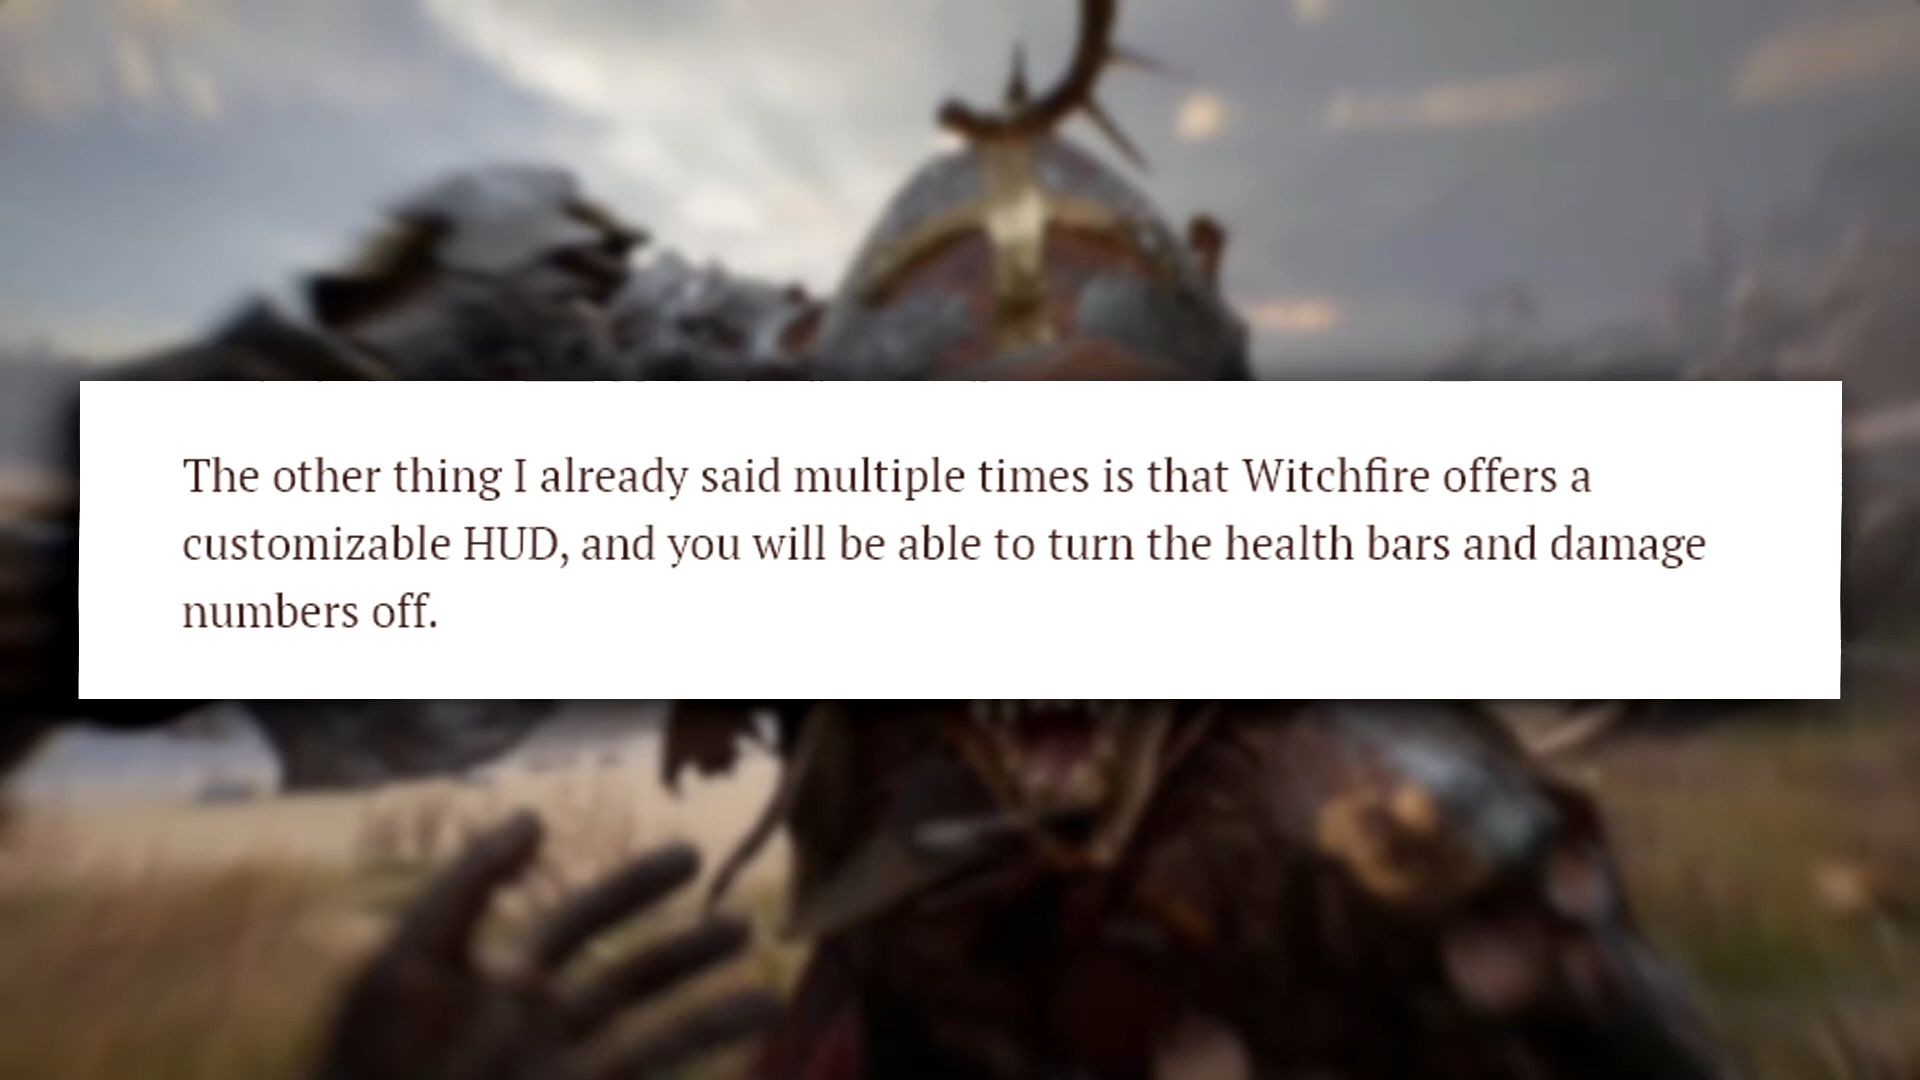 The other thing I already said multiple times is that Witchfire offers a
customizable HUD, and you will be able to turn the health bars and damage
numbers off.